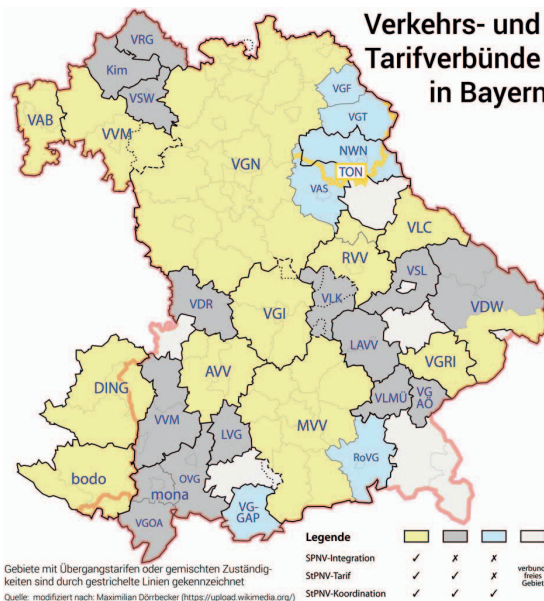 Verkehrs- und
Tarifverbünde
in Bayern
VRG
Kim
VSW
VAB
VVM
VGN
VGF
VGT
NWN
TON
VAS
VLC
RVV
VSL
VDW
VDR
VGI
VLK
LAVV
VGRI
DING
AVV
VVM
LVG
MVV
VLMÜ
VG
AÖ
RoVG
bodo
mona
OVG
VGOA
VG-
GAP
Legende
SPNV-Integration ✓ ✗ ✗
StPNV-Tarif ✓ ✓ ✗
StPNV-Koordination ✓ ✓ ✓
verbund
freies
Gebiet
Gebiete mit Übergangstarifen oder gemischten Zuständig-
keiten sind durch gestrichelte Linien gekennzeichnet
Quelle: modifiziert nach: Maximilian Dörrbecker (https://upload.wikimedia.org/)